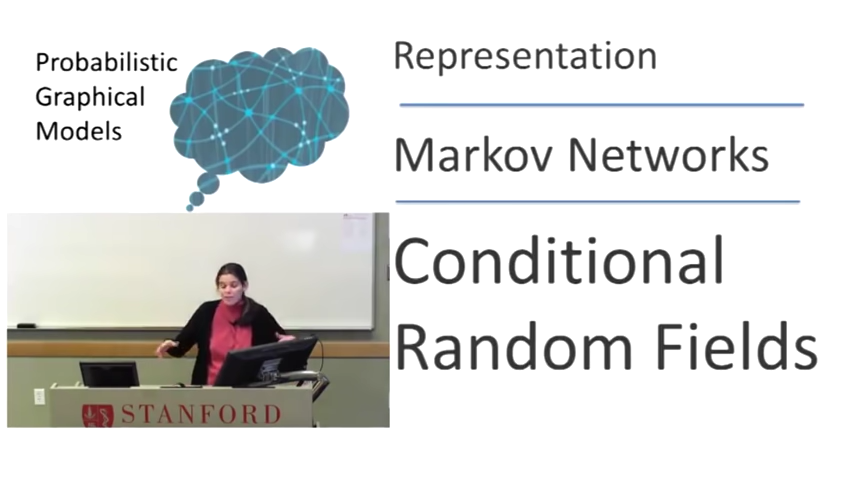 Probabilistic
Graphical
Models
Representation
Markov Networks
Conditional
Random Fields
STANFORD